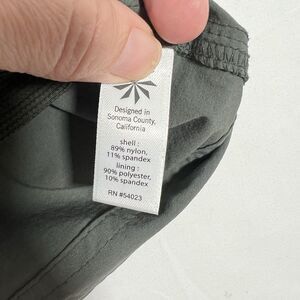 Designed in
Sonoma County,
California
shell :
89% nylon,
11% spandex
lining :
90% polyester,
10% spandex
RN #54023